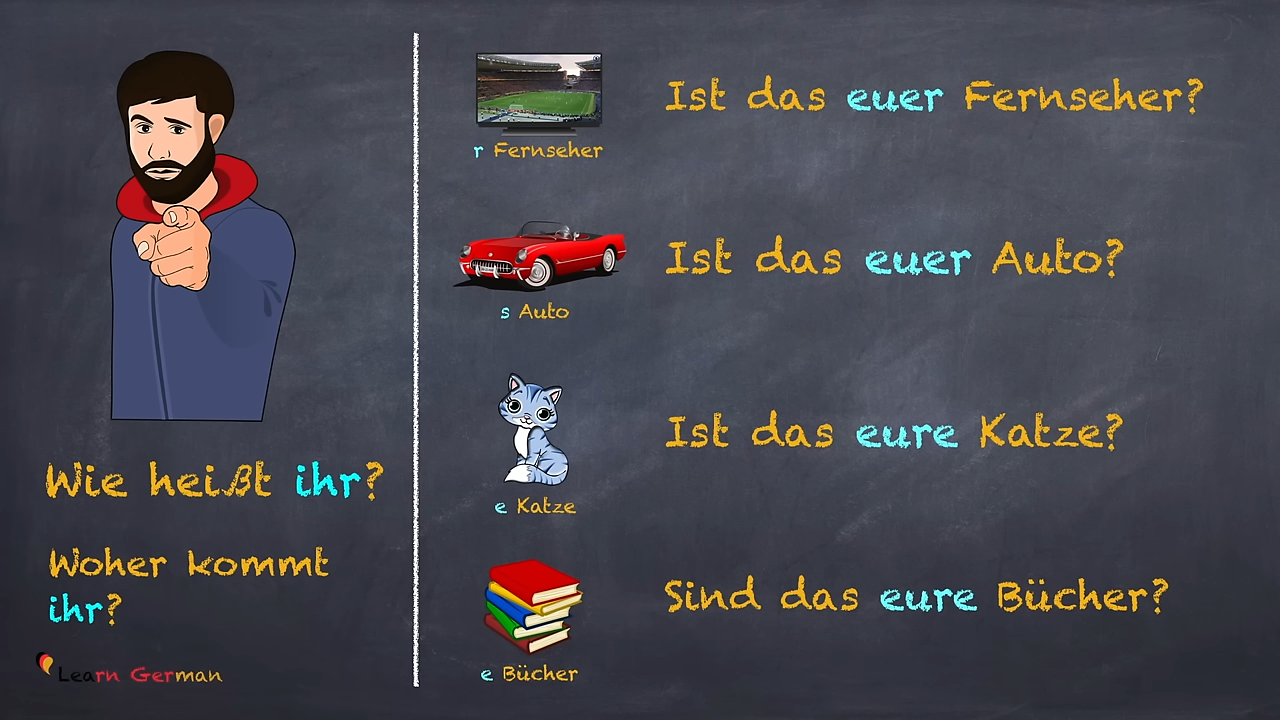 Wie heißt ihr?
Woher kommt
ihr?
Learn German
r Fernseher
Ist das euer Fernseher?
s Auto
Ist das euer Auto?
e Katze
Ist das eure Katze?
e Bücher
Sind das eure Bücher?